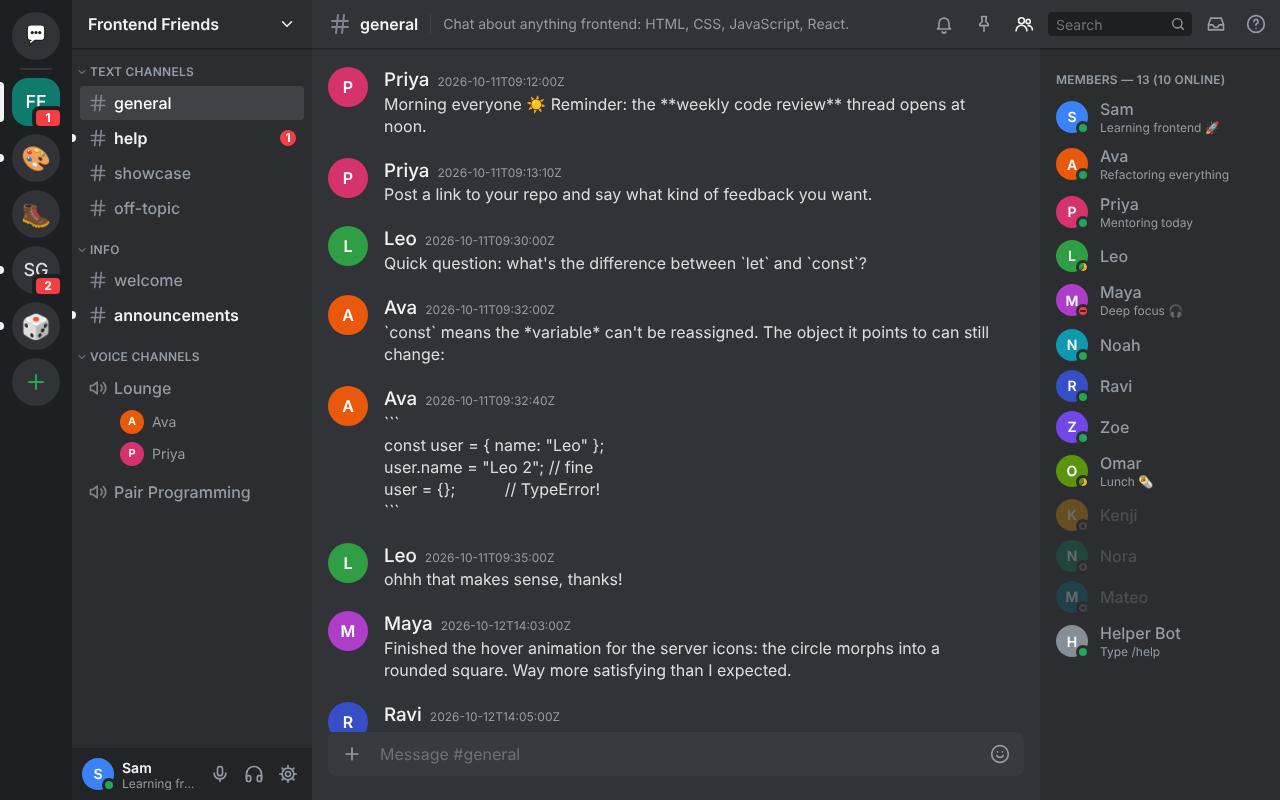 FF
1
SG
2
Frontend Friends
TEXT CHANNELS
general
help
1
showcase
off-topic
INFO
welcome
announcements
VOICE CHANNELS
Lounge
A
Ava
P
Priya
Pair Programming
S
Sam
Learning fr...
general
Chat about anything frontend: HTML, CSS, JavaScript, React.
Search
P
Priya 2026-10-11T09:12:00Z
Morning everyone ☀️ Reminder: the **weekly code review** thread opens at
noon.
P
Priya 2026-10-11T09:13:10Z
Post a link to your repo and say what kind of feedback you want.
L
Leo 2026-10-11T09:30:00Z
Quick question: what's the difference between `let` and `const`?
A
Ava 2026-10-11T09:32:00Z
`const` means the *variable* can't be reassigned. The object it points to can still
change:
A
Ava 2026-10-11T09:32:40Z
```
const user = { name: "Leo" };
user.name = "Leo 2"; // fine
user = {};          // TypeError!
```
L
Leo 2026-10-11T09:35:00Z
ohhh that makes sense, thanks!
M
Maya 2026-10-12T14:03:00Z
Finished the hover animation for the server icons: the circle morphs into a
rounded square. Way more satisfying than I expected.
R
Ravi 2026-10-12T14:05:00Z
Message #general
MEMBERS — 13 (10 ONLINE)
S
Sam
Learning frontend 🚀
A
Ava
Refactoring everything
P
Priya
Mentoring today
L
Leo
M
Maya
Deep focus 🎧
N
Noah
R
Ravi
Z
Zoe
O
Omar
Lunch 🌯
K
Kenji
N
Nora
M
Mateo
H
Helper Bot
Type /help